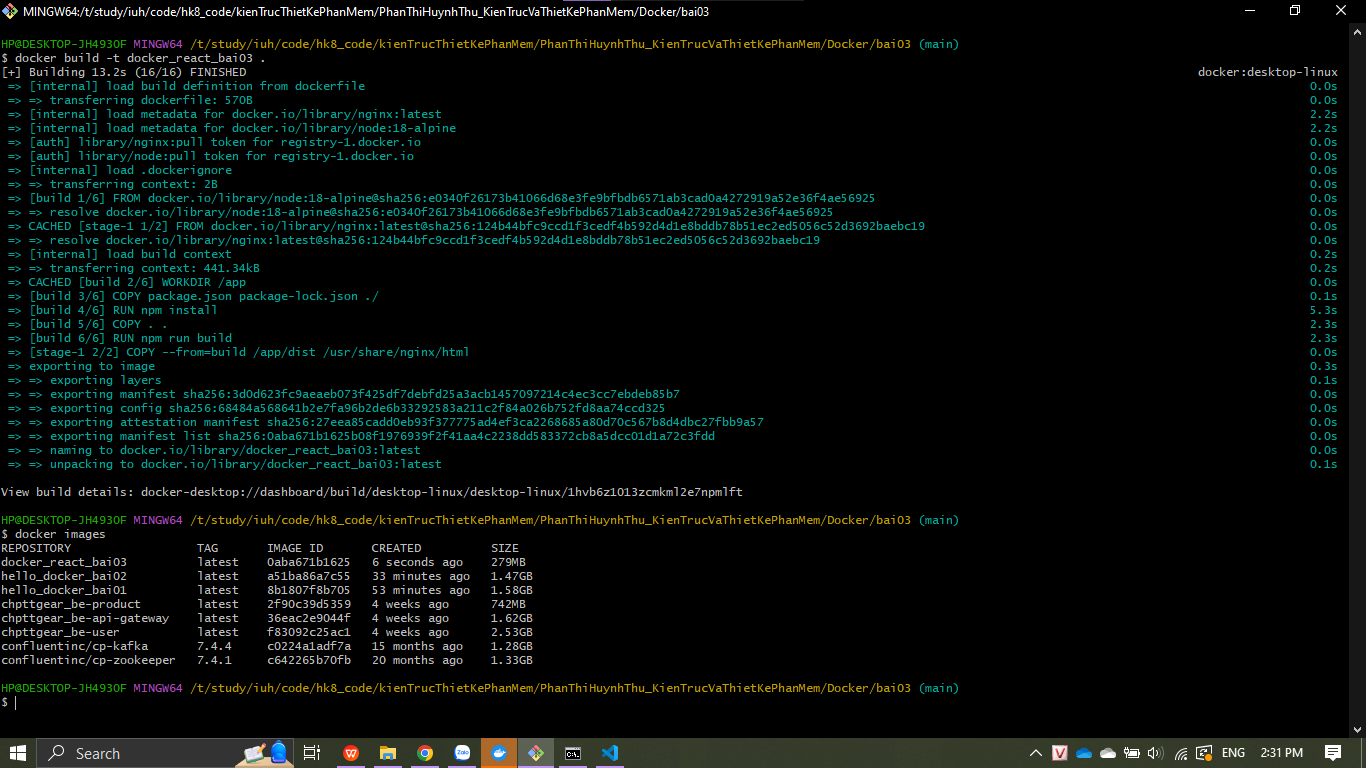 MINGW64:/t/study/iuh/code/hk8_code/kienTrucThietKePhanMem/PhanThiHuynhThu_KienTrucVaThietKePhanMem/Docker/bai03
HP@DESKTOP-JH4930F MINGW64 /t/study/iuh/code/hk8_code/kienTrucThietKePhanMem/PhanThiHuynhThu_KienTrucVaThietKePhanMem/Docker/bai03 (main)
$ docker build -t docker_react_bai03 .
[+] Building 13.2s (16/16) FINISHED docker:desktop-linux
=> [internal] load build definition from dockerfile 0.0s
=> => transferring dockerfile: 570B 0.0s
=> [internal] load metadata for docker.io/library/nginx:latest 2.2s
=> [internal] load metadata for docker.io/library/node:18-alpine 2.2s
=> [auth] library/nginx:pull token for registry-1.docker.io 0.0s
=> [auth] library/node:pull token for registry-1.docker.io 0.0s
=> [internal] load .dockerignore 0.0s
=> => transferring context: 2B 0.0s
=> [build 1/6] FROM docker.io/library/node:18-alpine@sha256:e0340f26173b41066d68e3fe9bfbdb6571ab3cad0a4272919a52e36f4ae56925 0.0s
=> => resolve docker.io/library/node:18-alpine@sha256:e0340f26173b41066d68e3fe9bfbdb6571ab3cad0a4272919a52e36f4ae56925 0.0s
=> CACHED [stage-1 1/2] FROM docker.io/library/nginx:latest@sha256:124b44bfc9ccd1f3cedf4b592d4d1e8bddb78b51ec2ed5056c52d3692baebc19 0.0s
=> => resolve docker.io/library/nginx:latest@sha256:124b44bfc9ccd1f3cedf4b592d4d1e8bddb78b51ec2ed5056c52d3692baebc19 0.0s
=> [internal] load build context 0.2s
=> => transferring context: 441.34kB 0.2s
=> CACHED [build 2/6] WORKDIR /app 0.0s
=> [build 3/6] COPY package.json package-lock.json ./ 0.1s
=> [build 4/6] RUN npm install 5.3s
=> [build 5/6] COPY . . 2.3s
=> [build 6/6] RUN npm run build 2.3s
=> [stage-1 2/2] COPY --from=build /app/dist /usr/share/nginx/html 0.0s
=> exporting to image 0.3s
=> => exporting layers 0.1s
=> => exporting manifest sha256:3d0d623fc9aeaeb073f425df7debfd25a3acb1457097214c4ec3cc7ebdeb85b7 0.0s
=> => exporting config sha256:68484a568641b2e7fa96b2de6b33292583a211c2f84a026b752fd8aa74ccd325 0.0s
=> => exporting attestation manifest sha256:27eea85cadd0eb93f377775ad4ef3ca2268685a80d70c567b8d4dbc27fbb9a57 0.0s
=> => exporting manifest list sha256:0aba671b1625b08f1976939f2f41aa4c2238dd583372cb8a5dcc01d1a72c3fdd 0.0s
=> => naming to docker.io/library/docker_react_bai03:latest 0.0s
=> => unpacking to docker.io/library/docker_react_bai03:latest 0.1s
View build details: docker-desktop://dashboard/build/desktop-linux/desktop-linux/1hvb6z1013zcmkml2e7npmlft
HP@DESKTOP-JH4930F MINGW64 /t/study/iuh/code/hk8_code/kienTrucThietKePhanMem/PhanThiHuynhThu_KienTrucVaThietKePhanMem/Docker/bai03 (main)
$ docker images
REPOSITORY TAG IMAGE ID CREATED SIZE
docker_react_bai03 latest 0aba671b1625 6 seconds ago 279MB
hello_docker_bai02 latest a51ba86a7c55 33 minutes ago 1.47GB
hello_docker_bai01 latest 8b1807f8b705 53 minutes ago 1.58GB
chpttgear_be-product latest 2f90c39d5359 4 weeks ago 742MB
chpttgear_be-api-gateway latest 36eac2e9044f 4 weeks ago 1.62GB
chpttgear_be-user latest f83092c25ac1 4 weeks ago 2.53GB
confluentinc/cp-kafka 7.4.4 c0224a1adf7a 15 months ago 1.28GB
confluentinc/cp-zookeeper 7.4.1 c642265b70fb 20 months ago 1.33GB
HP@DESKTOP-JH4930F MINGW64 /t/study/iuh/code/hk8_code/kienTrucThietKePhanMem/PhanThiHuynhThu_KienTrucVaThietKePhanMem/Docker/bai03 (main)
$
Search Zalo ENG 2:31 PM